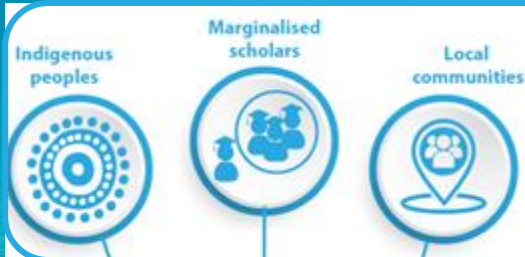 Indigenous
peoples
Marginalised
scholars
Local
communities